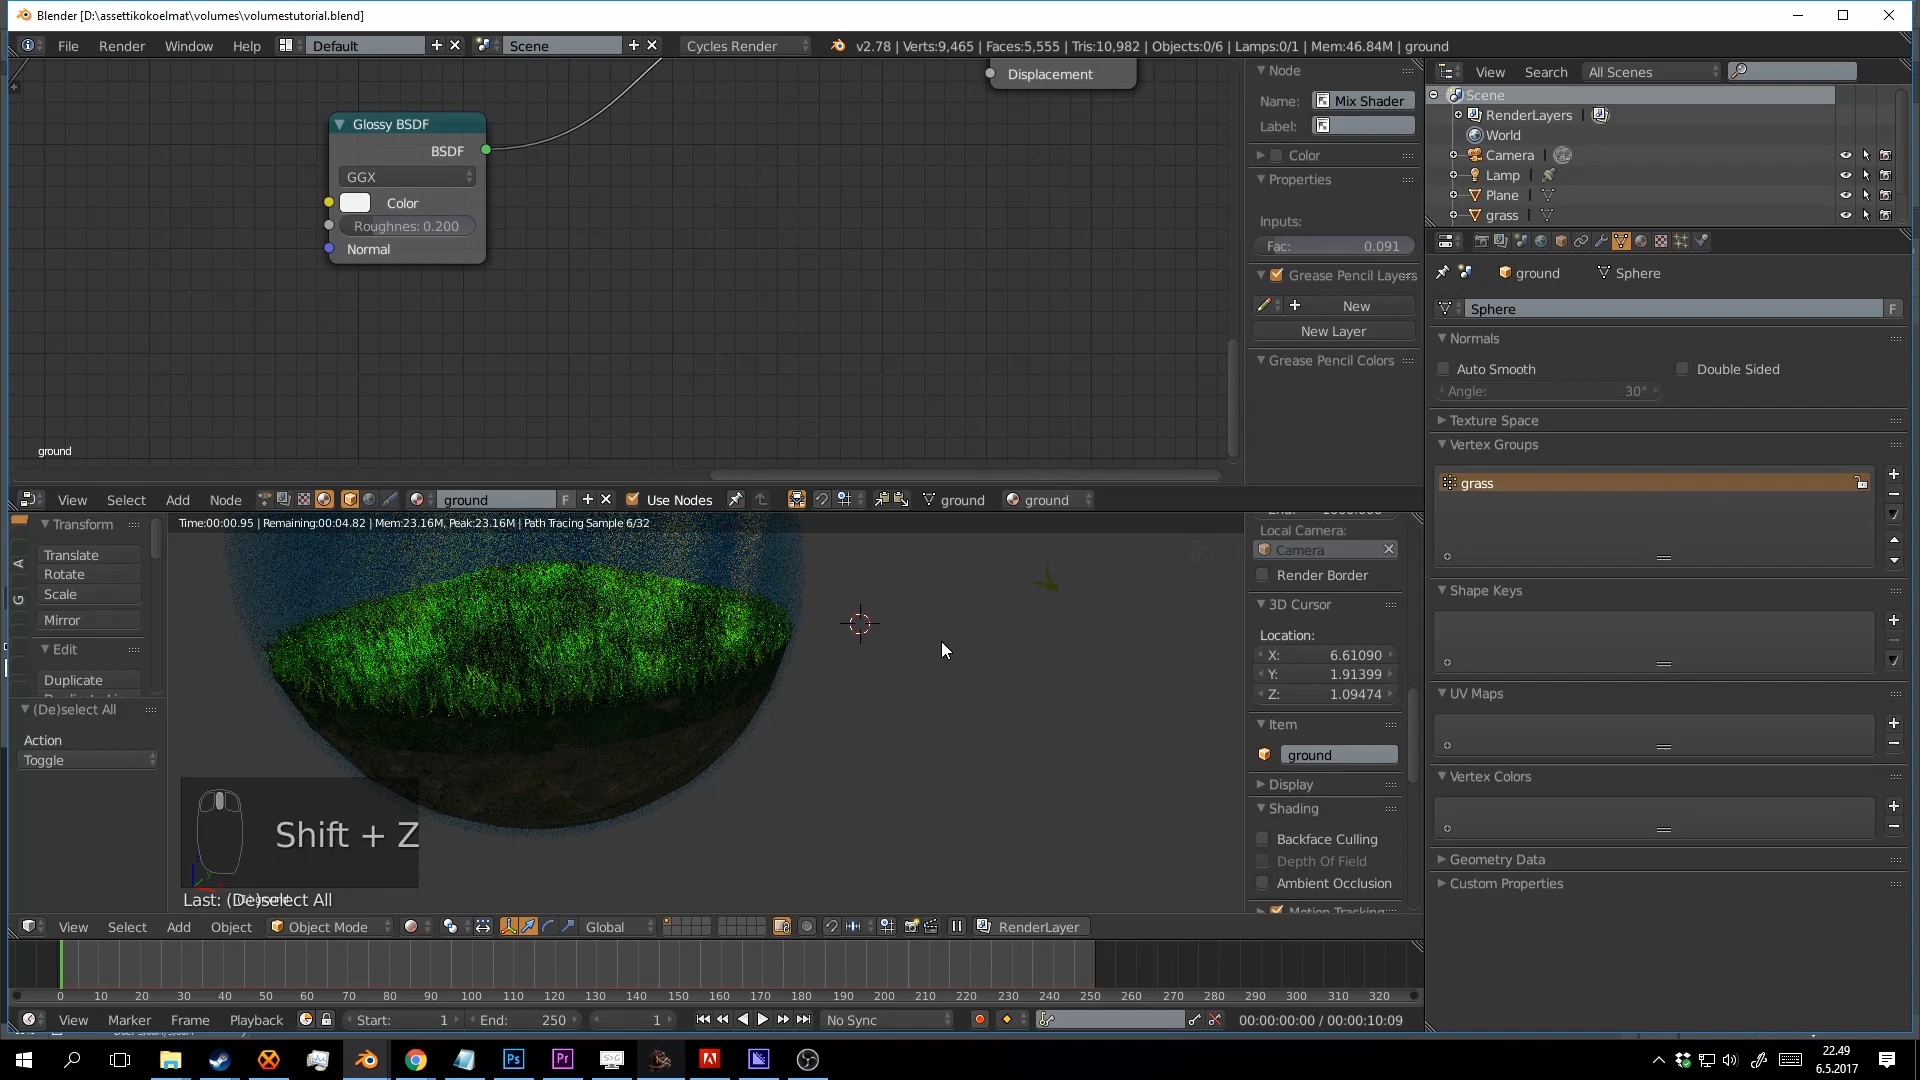 Blender [D:\assettikokoelmat\volumes\volumestutorial.blend]
File Render Window Help Default Scene Cycles Render v2.78 | Verts:9,465 | Faces:5,555 | Tris:10,982 | Objects:0/6 | Lamps:0/1 | Mem:46.84M | ground
Displacement
Glossy BSDF
BSDF
GGX
Color
Roughnes: 0.200
Normal
ground
Node
Name: Mix Shader
Label:
Color
Properties
Inputs:
Fac: 0.091
Grease Pencil Layers
New
New Layer
Grease Pencil Colors
View Search All Scenes
Scene
RenderLayers |
World
Camera |
Lamp |
Plane |
grass |
ground Sphere
Sphere F
Normals
Auto Smooth Double Sided
Angle: 30°
Texture Space
Vertex Groups
grass
Shape Keys
UV Maps
Vertex Colors
Geometry Data
Custom Properties
View Select Add Node ground F Use Nodes ground ground
Time:00:00.95 | Remaining:00:04.82 | Mem:23.16M, Peak:23.16M | Path Tracing Sample 6/32
Transform
Translate
Rotate
Scale
Mirror
Edit
Duplicate
A
G
(De)select All
Action
Toggle
Shift + Z
Last: (De)select All
Local Camera:
Camera
Render Border
3D Cursor
Location:
X: 6.61090
Y: 1.91399
Z: 1.09474
Item
ground
Display
Shading
Backface Culling
Depth Of Field
Ambient Occlusion
Motion Tracking
View Select Add Object Object Mode Global RenderLayer
0 10 20 30 40 50 60 70 80 90 100 110 120 130 140 150 160 170 180 190 200 210 220 230 240 250 260 270 280 290 300 310 320
View Marker Frame Playback Start: 1 End: 250 1 No Sync 00:00:00:00 / 00:00:10:09
Ps Pr
22.49
6.5.2017